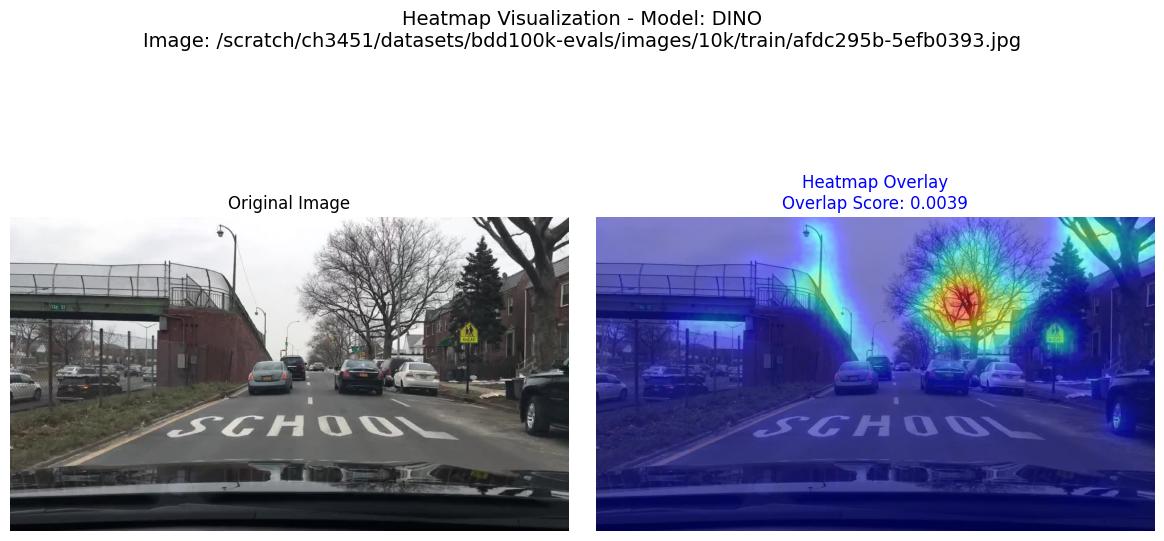 Heatmap Visualization - Model: DINO
Image: /scratch/ch3451/datasets/bdd100k-evals/images/10k/train/afdc295b-5efb0393.jpg
Original Image
Heatmap Overlay
Overlap Score: 0.0039
SCHOOL
SCHOOL